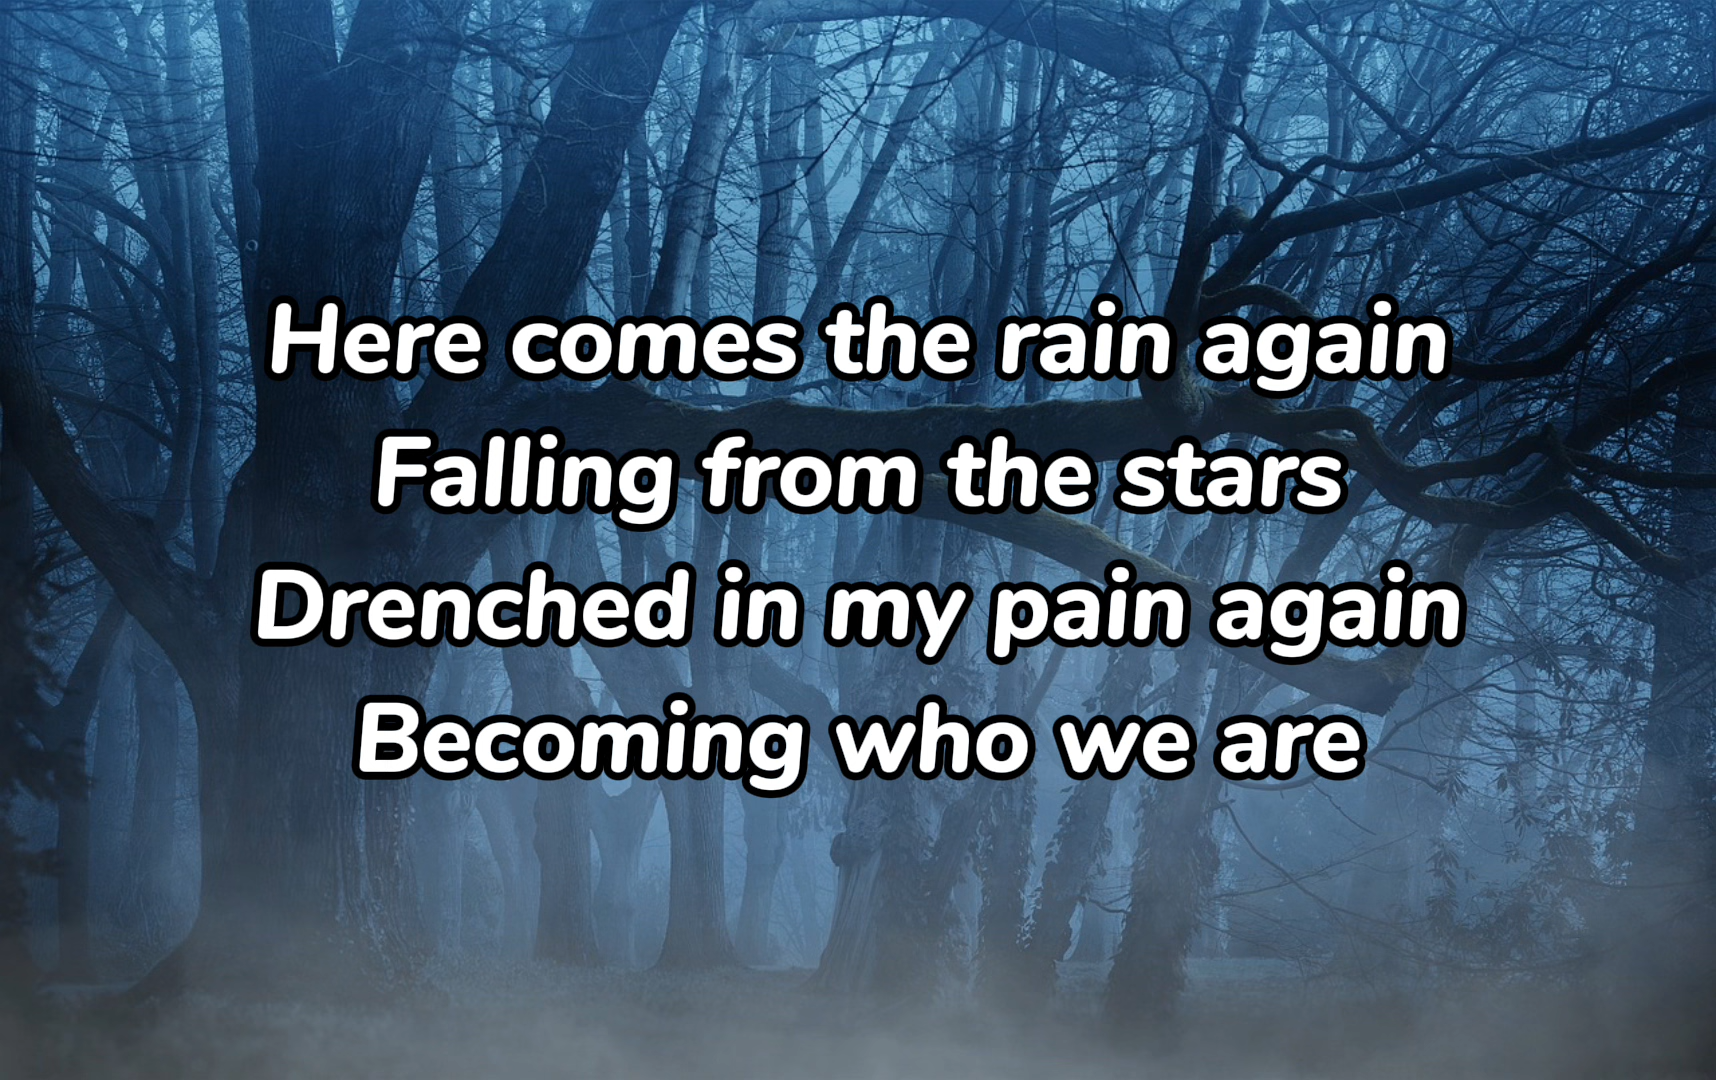 Here comes the rain again
Falling from the stars
Drenched in my pain again
Becoming who we are